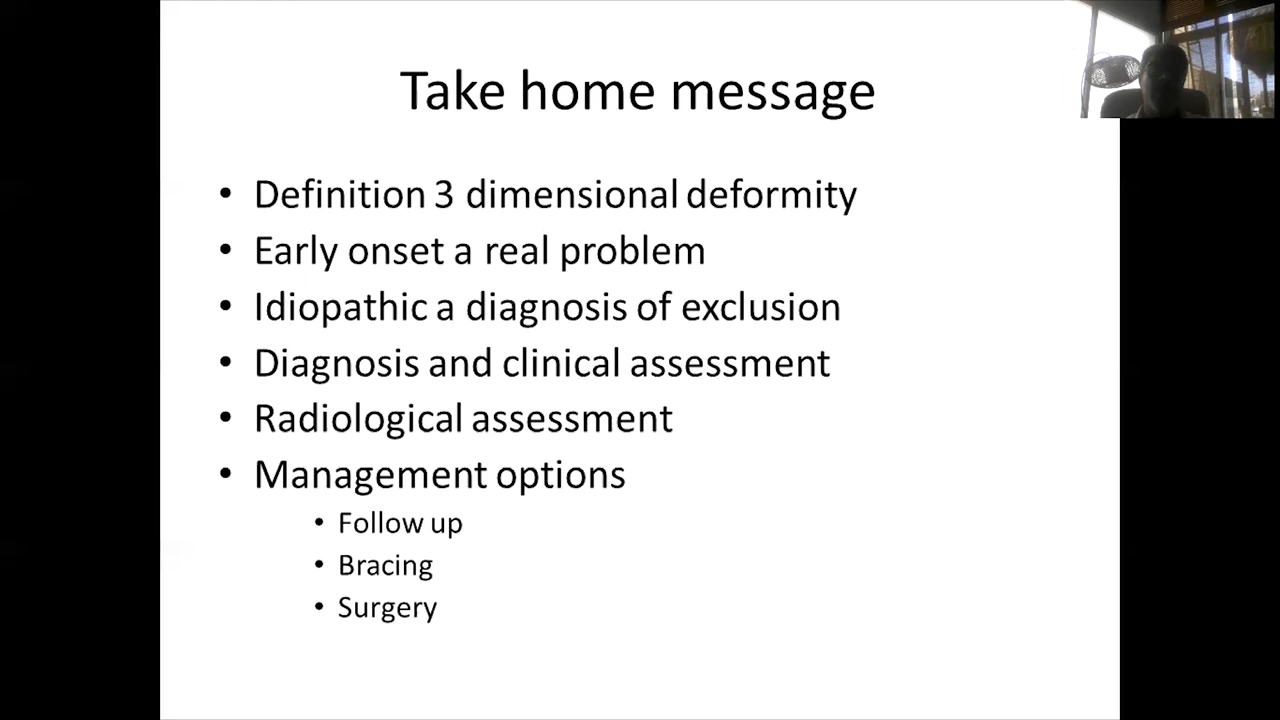 Take home message
• Definition 3 dimensional deformity
• Early onset a real problem
• Idiopathic a diagnosis of exclusion
• Diagnosis and clinical assessment
• Radiological assessment
• Management options
• Follow up
• Bracing
• Surgery